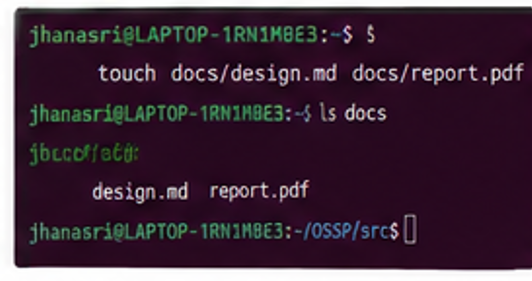 jhanasri@LAPTOP-1RN1M8E3:~$ $
touch docs/design.md docs/report.pdf
jhanasri@LAPTOP-1RN1M8E3:~$ ls docs
design.md report.pdf
jhanasri@LAPTOP-1RN1M8E3:~/OSSP/src$